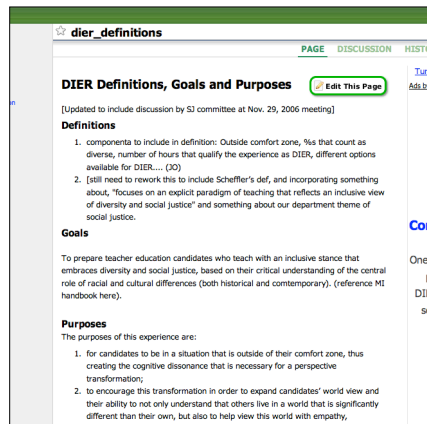 dier_definitions
PAGE DISCUSSION HISTO
DIER Definitions, Goals and Purposes
Edit This Page
Tur
Ads b
on
[Updated to include discussion by SJ committee at Nov. 29, 2006 meeting]
Definitions
1. componenta to include in definition: Outside comfort zone, %s that count as
diverse, number of hours that qualify the experience as DIER, different options
available for DIER.... (JO)
2. [still need to rework this to include Scheffler's def, and incorporating something
about, "focuses on an explicit paradigm of teaching that reflects an inclusive view
of diversity and social justice" and something about our department theme of
social justice.
Goals
Con
To prepare teacher education candidates who teach with an inclusive stance that
embraces diversity and social justice, based on their critical understanding of the central
role of racial and cultural differences (both historical and comtemporary). (reference MI
handbook here).
One
DI
s
Purposes
The purposes of this experience are:
1. for candidates to be in a situation that is outside of their comfort zone, thus
creating the cognitive dissonance that is necessary for a perspective
transformation;
2. to encourage this transformation in order to expand candidates' world view and
their ability to not only understand that others live in a world that is significantly
different than their own, but also to help view this world with empathy,